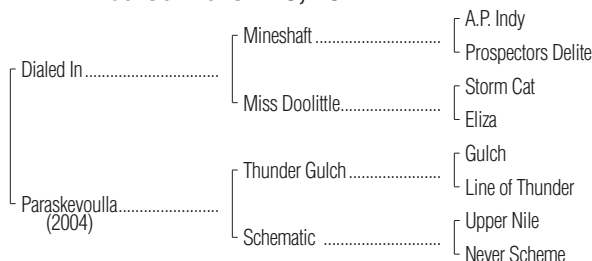 A.P. Indy
Mineshaft ..............................
Prospectors Delite
Dialed In ................................
Storm Cat
Miss Doolittle........................
Eliza
Gulch
Thunder Gulch ......................
Line of Thunder
Paraskevoulla........................
(2004)
Upper Nile
Schematic ............................
Never Scheme